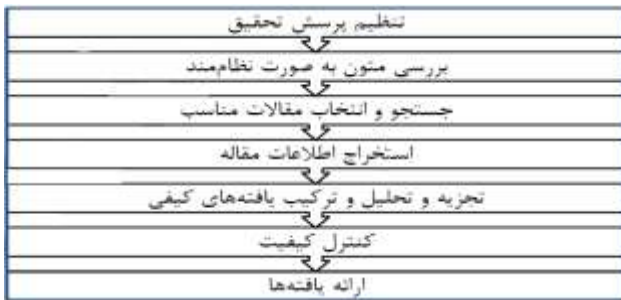 تنظیم پرسش تحقیق
بررسی متون به صورت نظام‌مند
جستجو و انتخاب مقالات مناسب
استخراج اطلاعات مقاله
تجزیه و تحلیل و ترکیب یافته‌های کیفی
کنترل کیفیت
ارائه یافته‌ها